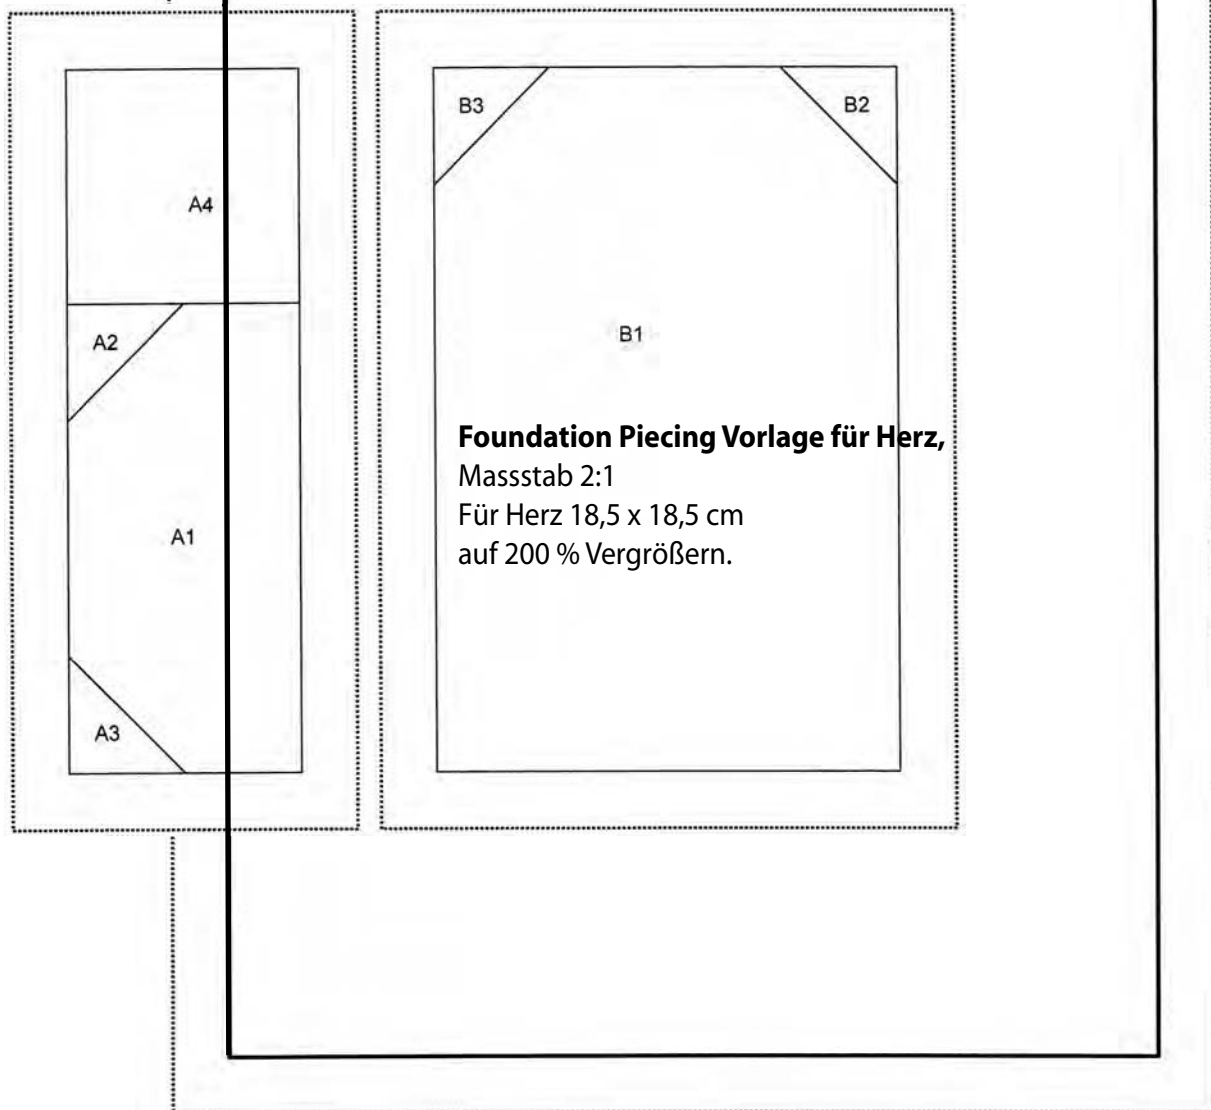 B3
B2
A4
A2
B1
Foundation Piecing Vorlage für Herz,
Massstab 2:1
Für Herz 18,5 x 18,5 cm
auf 200 % Vergrößern.
A1
A3